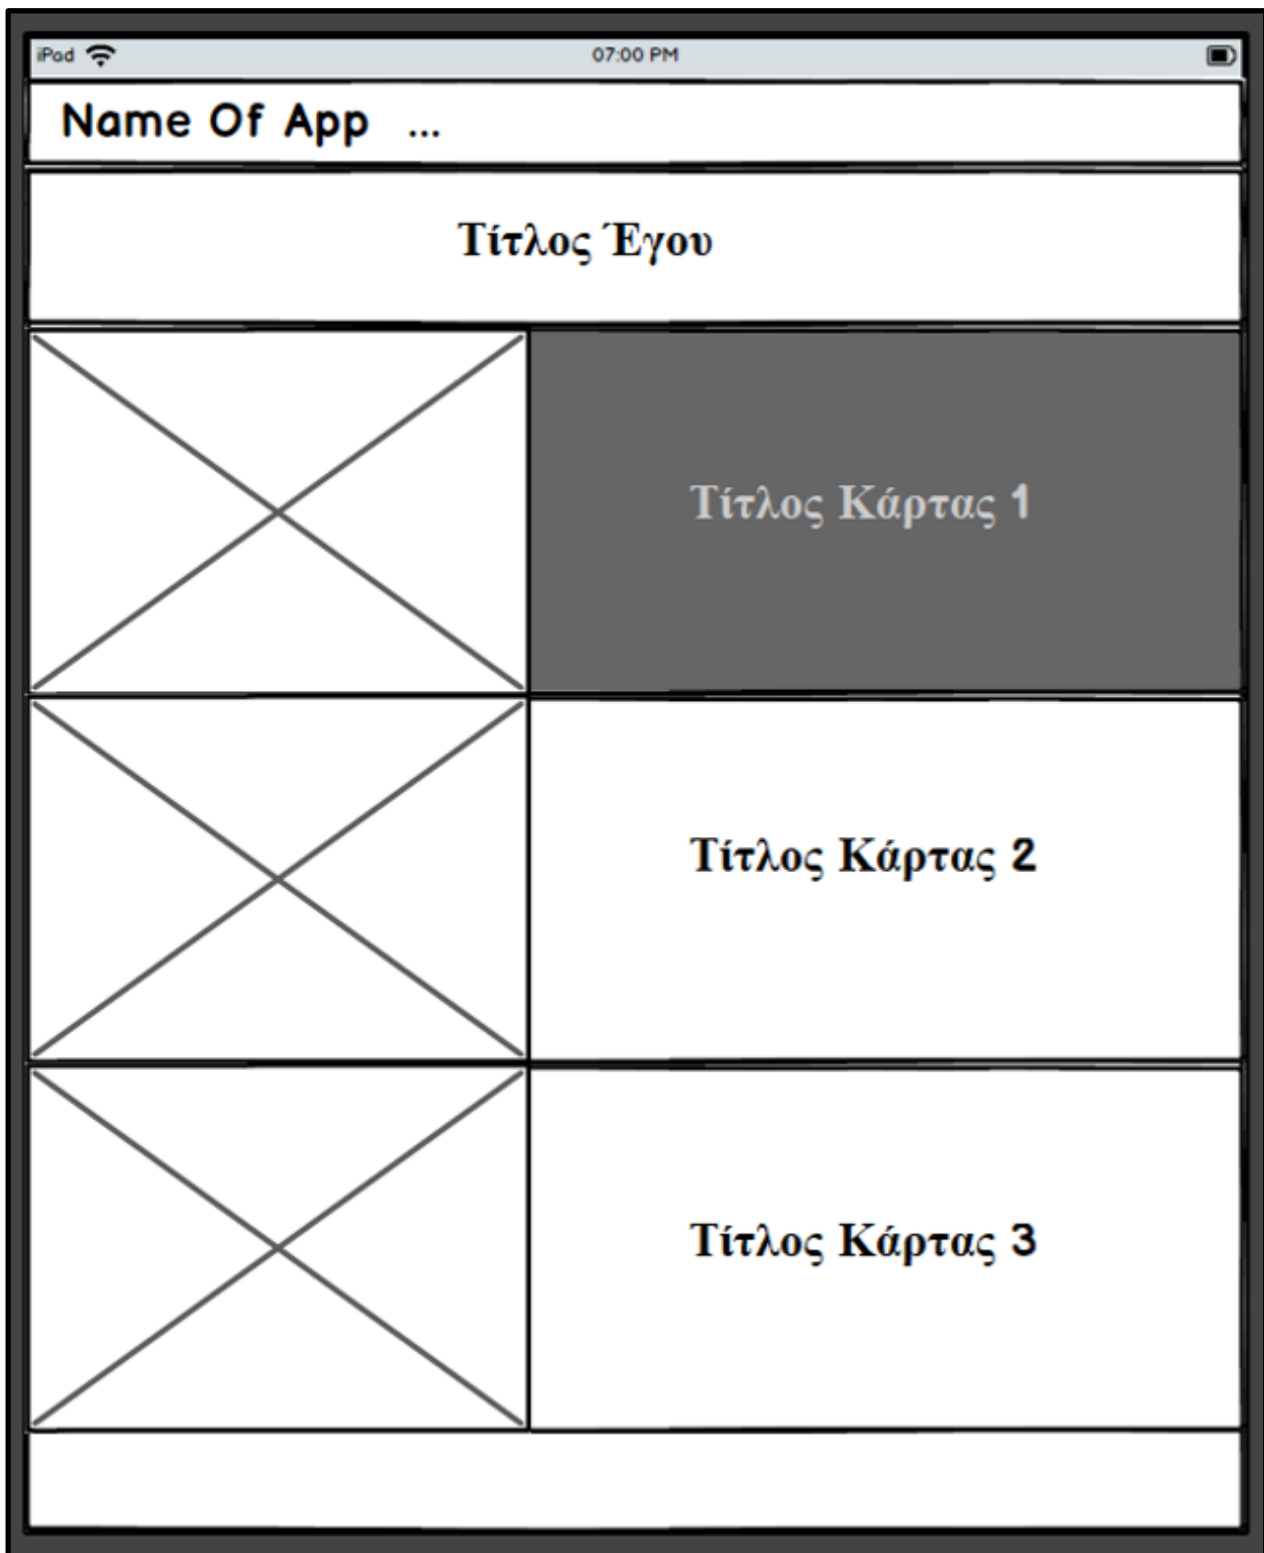 iPad 07:00 PM
Name Of App ...
Τίτλος Έγου
Τίτλος Κάρτας 1
Τίτλος Κάρτας 2
Τίτλος Κάρτας 3